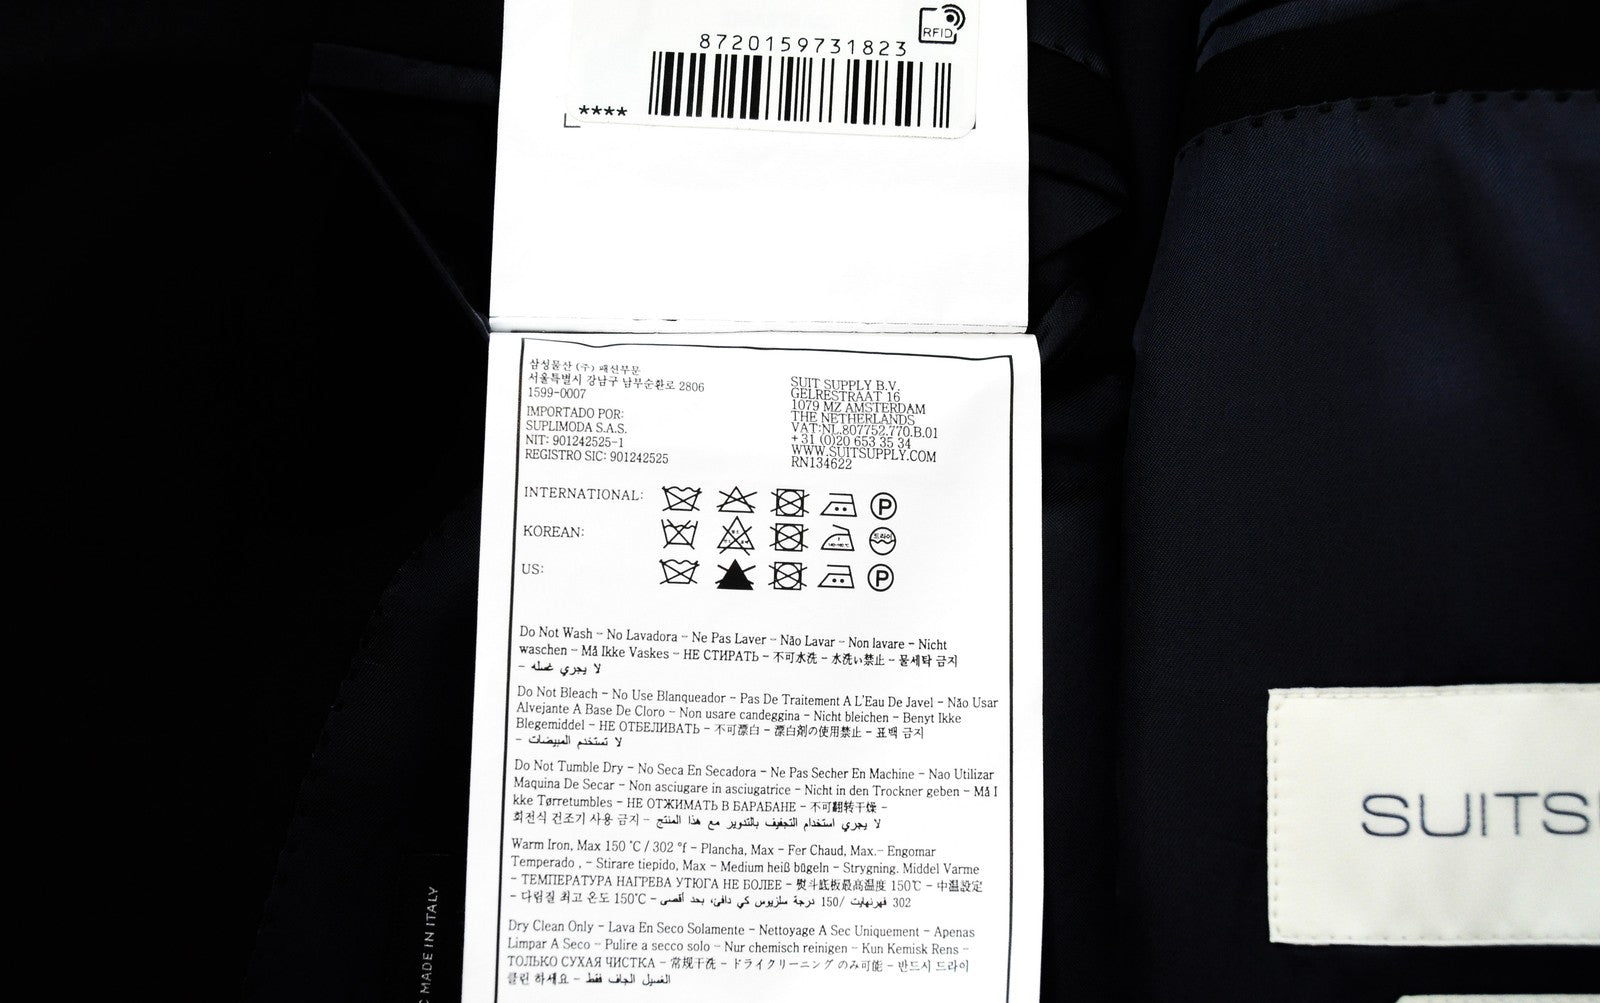 RFID
8720159731823
****
삼성물산 (주) 패션부문
서울특별시 강남구 남부순환로 2806
1599-0007
IMPORTADO POR:
SUPLIMODA S.A.S.
NIT: 901242525-1
REGISTRO SIC: 901242525
SUIT SUPPLY B.V.
GELRESTRAAT 16
1079 MZ AMSTERDAM
THE NETHERLANDS
VAT:NL.807752.770.B.01
+31 (0)20 653 35 34
WWW.SUITSUPPLY.COM
RN134622
INTERNATIONAL:
P
KOREAN:
드라이
US:
P
Do Not Wash - No Lavadora - Ne Pas Laver - Não Lavar - Non lavare - Nicht
waschen - Må Ikke Vaskes - НЕ СТИРАТЬ - 不可水洗 - 水洗い禁止 - 물세탁 금지
- لا يجري غسله
Do Not Bleach - No Use Blanqueador - Pas De Traitement A L'Eau De Javel - Não Usar
Alvejante A Base De Cloro - Non usare candeggina - Nicht bleichen - Benyt Ikke
Blegemiddel - НЕ ОТБЕЛИВАТЬ - 不可漂白 - 漂白剤の使用禁止 - 표백 금지
- لا تستخدم المبيضات
Do Not Tumble Dry - No Seca En Secadora - Ne Pas Secher En Machine - Nao Utilizar
Maquina De Secar - Non asciugare in asciugatrice - Nicht in den Trockner geben - Må I
kke Tørretumbles - НЕ ОТЖИМАТЬ В БАРАБАНЕ - 不可翻转干燥 -
회전식 건조기 사용 금지 - لا يجري استخدام التجفيف بالتدوير مع هذا المنتج
Warm Iron, Max 150 °C / 302 °f - Plancha, Max - Fer Chaud, Max.- Engomar
Temperado , - Stirare tiepido, Max - Medium heiß bügeln - Strygning. Middel Varme
- ТЕМПЕРАТУРА НАГРЕВА УТЮГА НЕ БОЛЕЕ - 熨斗底板最高温度 150℃ - 中温設定
- 다림질 최고 온도 150℃ - 302 فهرنهايت /150 درجة سلزيوس كي دافئ، بحد أقصى
Dry Clean Only - Lava En Seco Solamente - Nettoyage A Sec Uniquement - Apenas
Limpar A Seco - Pulire a secco solo - Nur chemisch reinigen - Kun Kemisk Rens -
ТОЛЬКО СУХАЯ ЧИСТКА - 常规干洗 - ドライクリーニング のみ可能 - 반드시 드라이
클린 하세요 - الغسيل الجاف فقط
MADE IN ITALY
SUITS